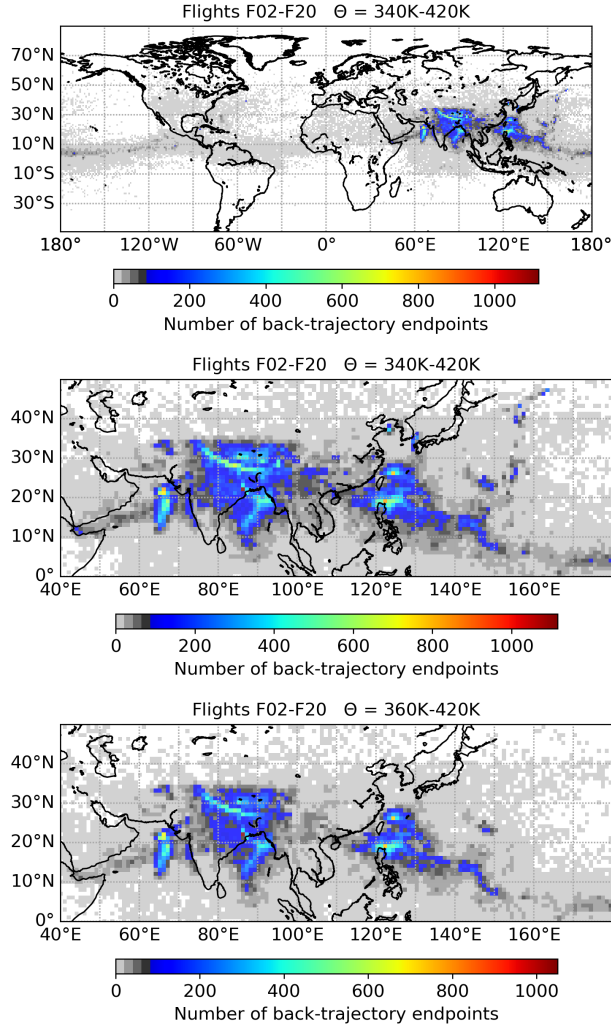 Flights F02-F20   Θ = 340K-420K
70°N
50°N
30°N
10°N
10°S
30°S
180° 120°W 60°W 0° 60°E 120°E 180°
0 200 400 600 800 1000
Number of back-trajectory endpoints
Flights F02-F20   Θ = 340K-420K
40°N
30°N
20°N
10°N
0°
40°E 60°E 80°E 100°E 120°E 140°E 160°E
0 200 400 600 800 1000
Number of back-trajectory endpoints
Flights F02-F20   Θ = 360K-420K
40°N
30°N
20°N
10°N
0°
40°E 60°E 80°E 100°E 120°E 140°E 160°E
0 200 400 600 800 1000
Number of back-trajectory endpoints